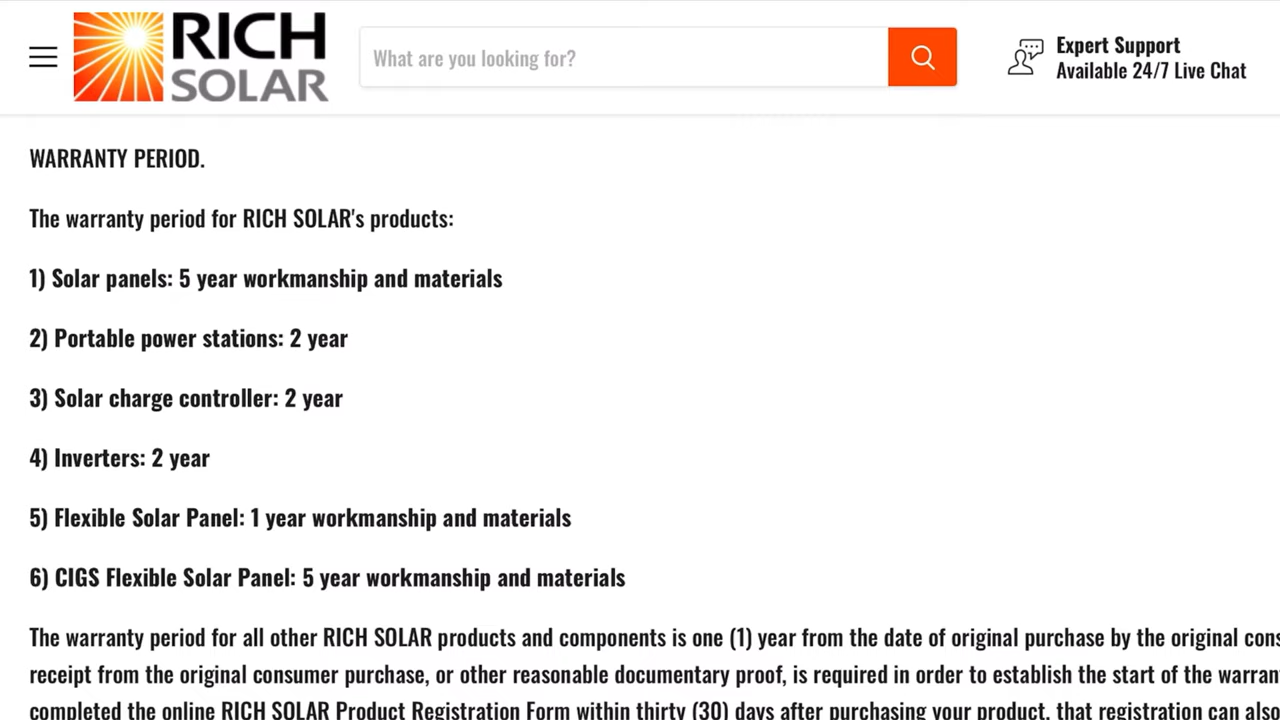 RICH
SOLAR
What are you looking for?
Expert Support
Available 24/7 Live Chat
WARRANTY PERIOD.
The warranty period for RICH SOLAR's products:
1) Solar panels: 5 year workmanship and materials
2) Portable power stations: 2 year
3) Solar charge controller: 2 year
4) Inverters: 2 year
5) Flexible Solar Panel: 1 year workmanship and materials
6) CIGS Flexible Solar Panel: 5 year workmanship and materials
The warranty period for all other RICH SOLAR products and components is one (1) year from the date of original purchase by the original cons
receipt from the original consumer purchase, or other reasonable documentary proof, is required in order to establish the start of the warran
completed the online RICH SOLAR Product Registration Form within thirty (30) days after purchasing your product, that registration can also